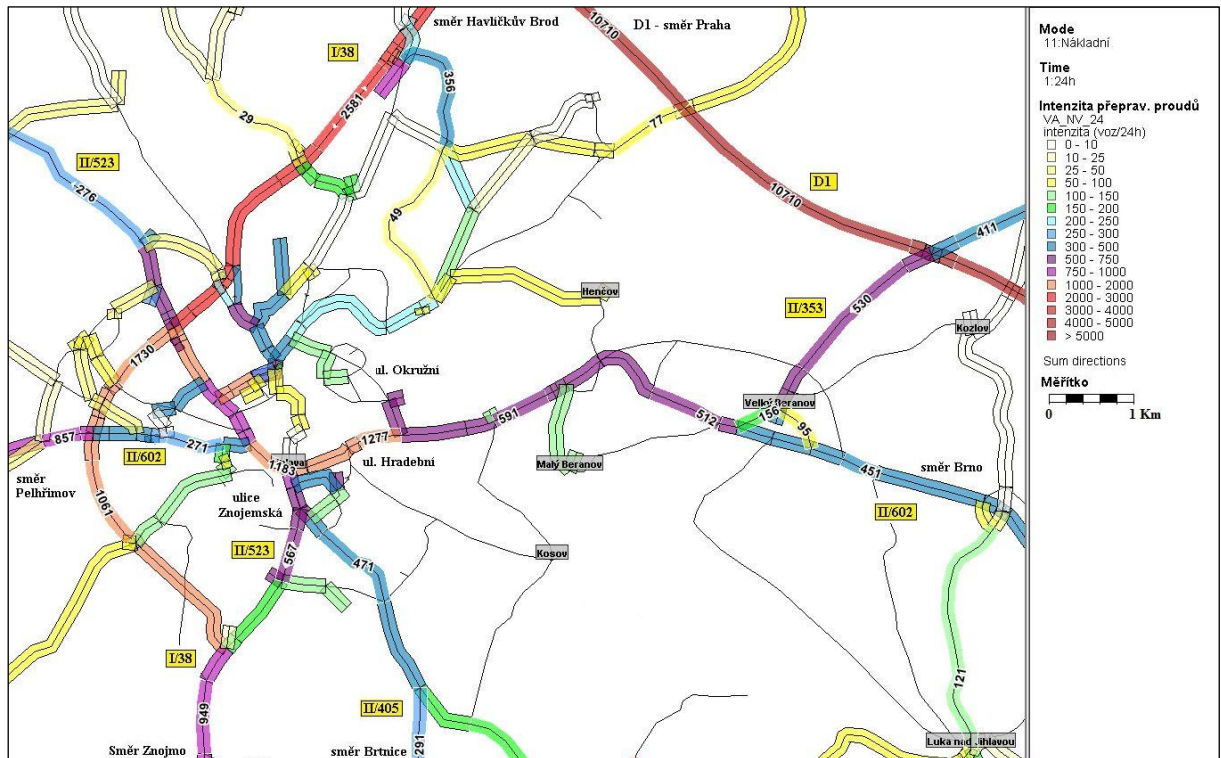 směr Havlíčkův Brod
D1 - směr Praha
10710
I/38
2581
356
29
77
II/523
276
49
10710
D1
411
Henčov
II/353
530
Kozlov
1730
ul. Okružní
Velký Beranov
156
95
591
512
857
271
1277
II/602
1183
ul. Hradební
Malý Beranov
451
směr Brno
směr
Pelhřimov
1061
ulice
Znojemská
II/602
II/523
567
471
Kosov
I/38
949
II/405
291
121
Směr Znojmo
směr Brtnice
Luka nad Jihlavou
Mode
11:Nákladní
Time
1:24h
Intenzita přeprav. proudů
VA_NV_24
intenzita (voz/24h)
0 - 10
10 - 25
25 - 50
50 - 100
100 - 150
150 - 200
200 - 250
250 - 300
300 - 500
500 - 750
750 - 1000
1000 - 2000
2000 - 3000
3000 - 4000
4000 - 5000
> 5000
Sum directions
Měřítko
0 1 Km